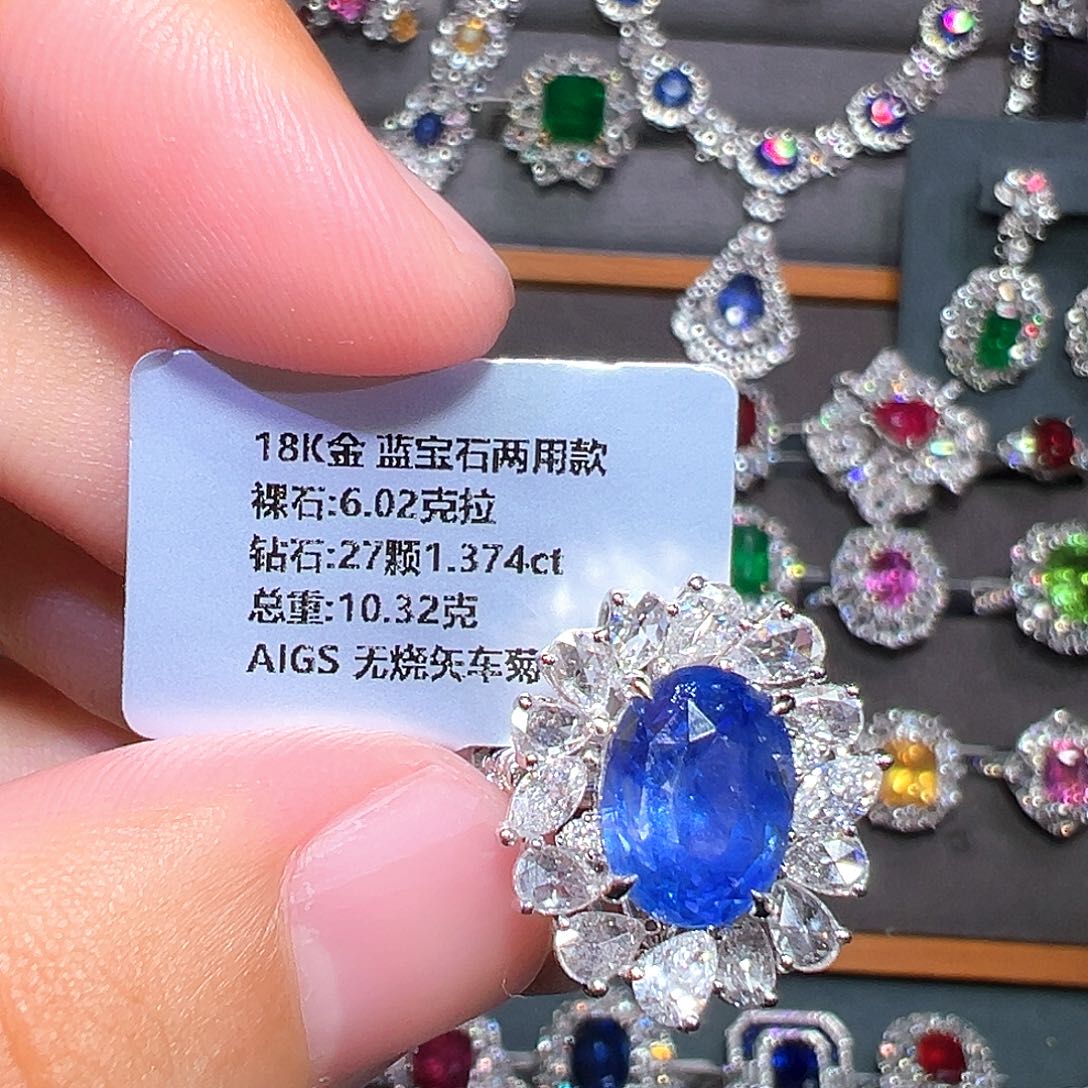 18K金 蓝宝石两用款
裸石:6.02克拉
钻石:27颗1.374ct
总重:10.32克
AIGS 无烧矢车菊